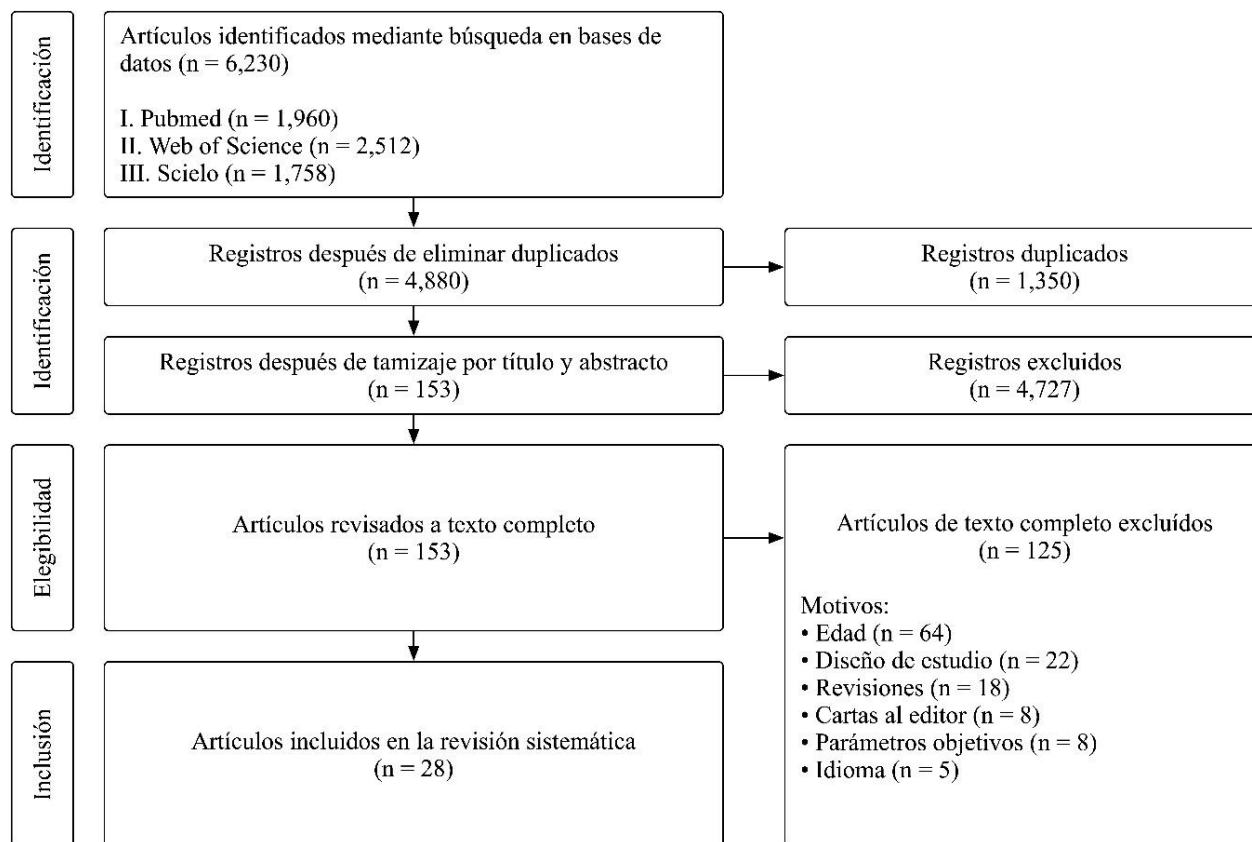 Identificación
Artículos identificados mediante búsqueda en bases de
datos (n = 6,230)
I. Pubmed (n = 1,960)
II. Web of Science (n = 2,512)
III. Scielo (n = 1,758)
Identificación
Registros después de eliminar duplicados
(n = 4,880)
Registros duplicados
(n = 1,350)
Registros después de tamizaje por título y abstracto
(n = 153)
Registros excluidos
(n = 4,727)
Elegibilidad
Artículos revisados a texto completo
(n = 153)
Artículos de texto completo excluídos
(n = 125)
Motivos:
• Edad (n = 64)
• Diseño de estudio (n = 22)
• Revisiones (n = 18)
• Cartas al editor (n = 8)
• Parámetros objetivos (n = 8)
• Idioma (n = 5)
Inclusión
Artículos incluidos en la revisión sistemática
(n = 28)